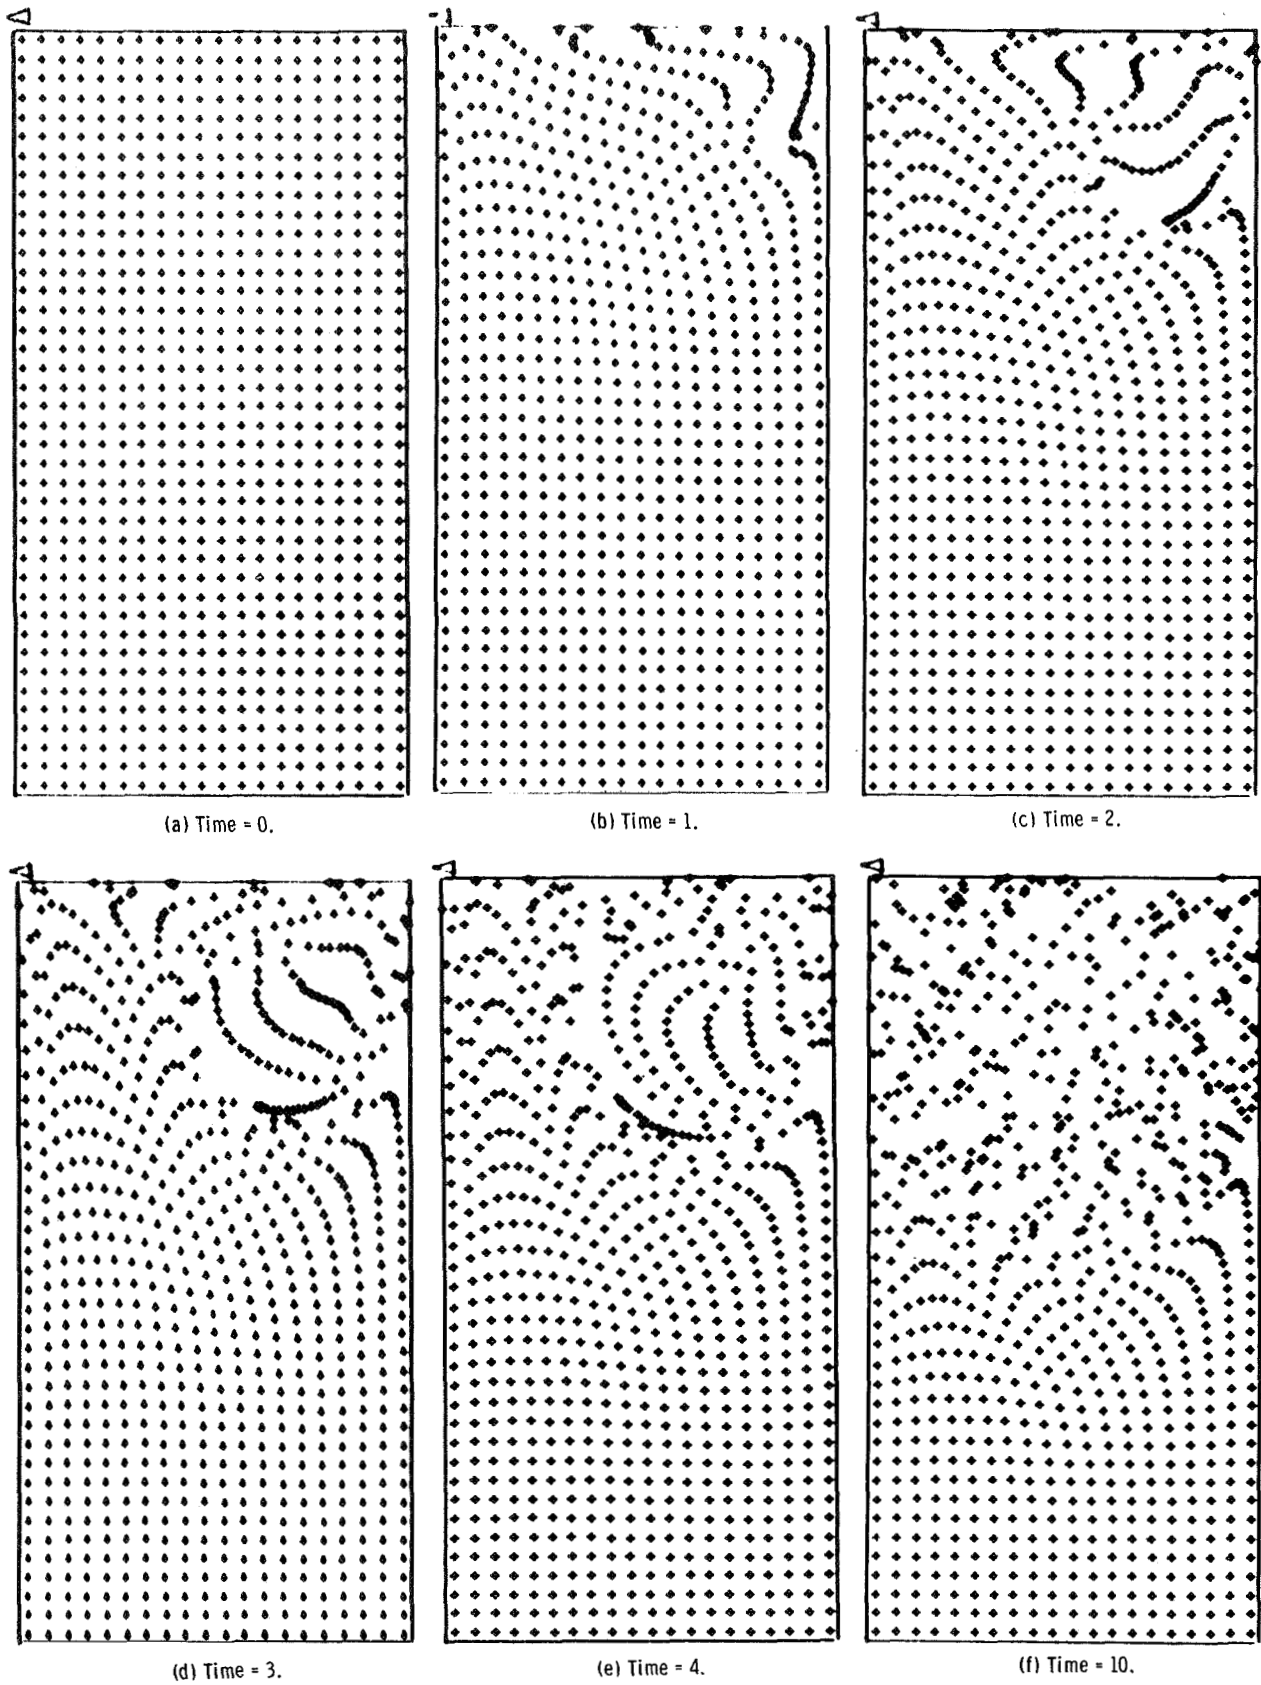 (a) Time = 0.
(b) Time = 1.
(c) Time = 2.
(d) Time = 3.
(e) Time = 4.
(f) Time = 10.